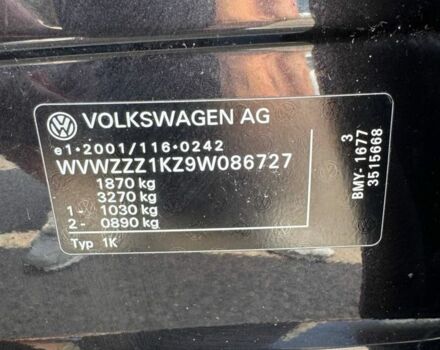 VOLKSWAGEN AG
e1*2001/116*0242
WVWZZZ1KZ9W086727
1870 kg
3270 kg
1 - 1030 kg
2 - 0890 kg
Typ 1K
3
BMY-1677
3515668